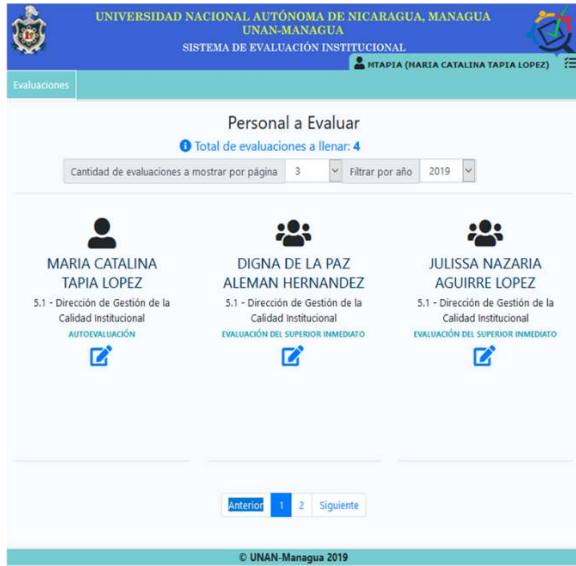 UNIVERSIDAD NACIONAL AUTÓNOMA DE NICARAGUA, MANAGUA
UNAN-MANAGUA
SISTEMA DE EVALUACIÓN INSTITUCIONAL
MTAPIA (MARIA CATALINA TAPIA LOPEZ)
Evaluaciones
Personal a Evaluar
Total de evaluaciones a llenar: 4
Cantidad de evaluaciones a mostrar por página 3 Filtrar por año 2019
MARIA CATALINA
TAPIA LOPEZ
5.1 - Dirección de Gestión de la
Calidad Institucional
AUTOEVALUACIÓN
DIGNA DE LA PAZ
ALEMAN HERNANDEZ
5.1 - Dirección de Gestión de la
Calidad Institucional
EVALUACIÓN DEL SUPERIOR INMEDIATO
JULISSA NAZARIA
AGUIRRE LOPEZ
5.1 - Dirección de Gestión de la
Calidad Institucional
EVALUACIÓN DEL SUPERIOR INMEDIATO
Anterior 1 2 Siguiente
© UNAN-Managua 2019